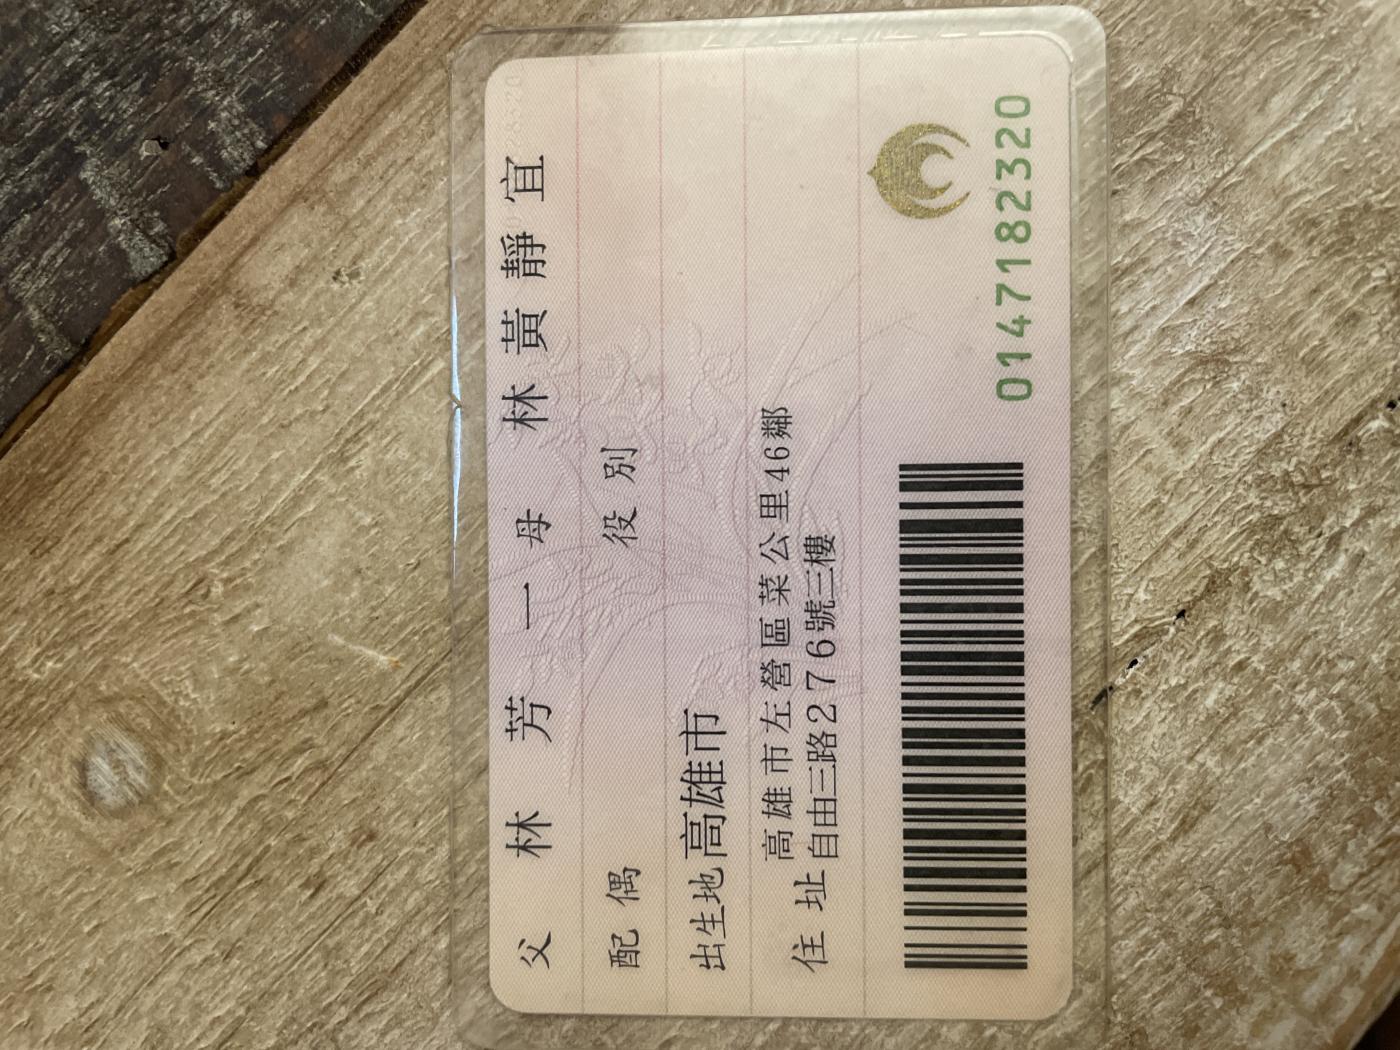 父 林 芳 一 母 林 黃 靜 宜
配偶 役別
出生地 高雄市
住址 高雄市左營區菜公里46鄰
自由三路276號三樓
0147182320